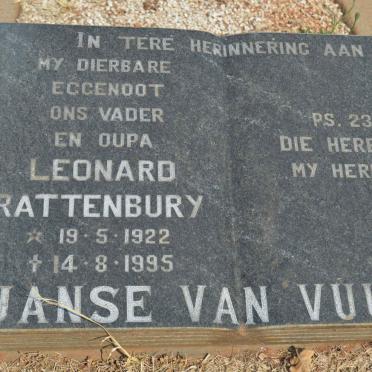 IN TERE HERINNERING AAN
MY DIERBARE
EGGENOOT
ONS VADER
EN OUPA
LEONARD
RATTENBURY
☆ 19·5·1922
✝ 14·8·1995
PS. 23
DIE HERE
MY HER
JANSE VAN VU